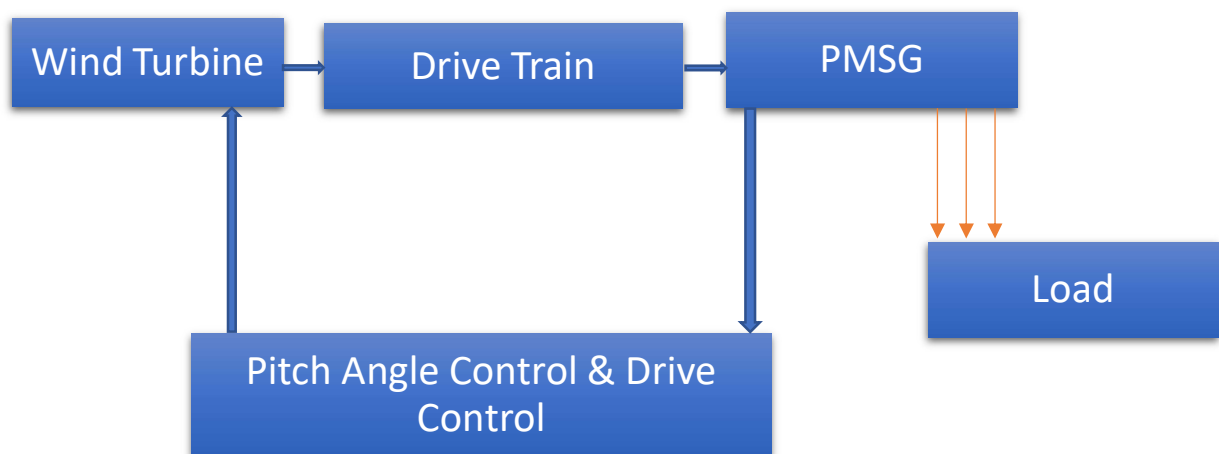 Wind Turbine
Drive Train
PMSG
Load
Pitch Angle Control & Drive
Control